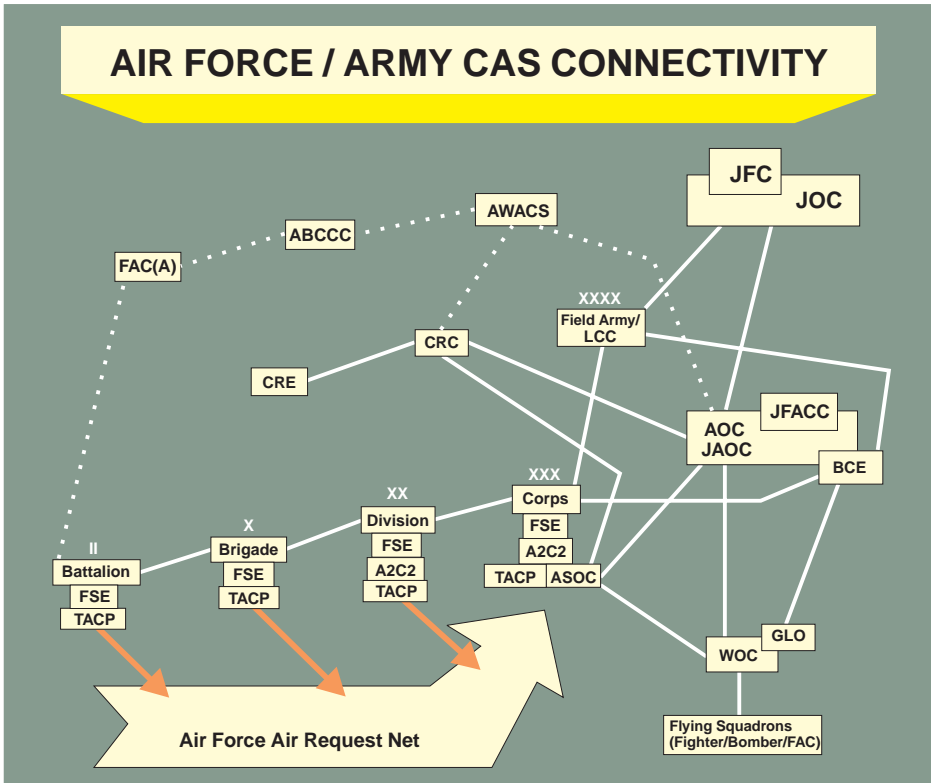 AIR FORCE / ARMY CAS CONNECTIVITY
JFC
JOC
AWACS
ABCCC
FAC(A)
XXXX
Field Army/
LCC
CRC
CRE
JFACC
AOC
JAOC
BCE
XXX
Corps
FSE
A2C2
TACP
ASOC
XX
Division
FSE
A2C2
TACP
X
Brigade
FSE
TACP
II
Battalion
FSE
TACP
GLO
WOC
Flying Squadrons
(Fighter/Bomber/FAC)
Air Force Air Request Net